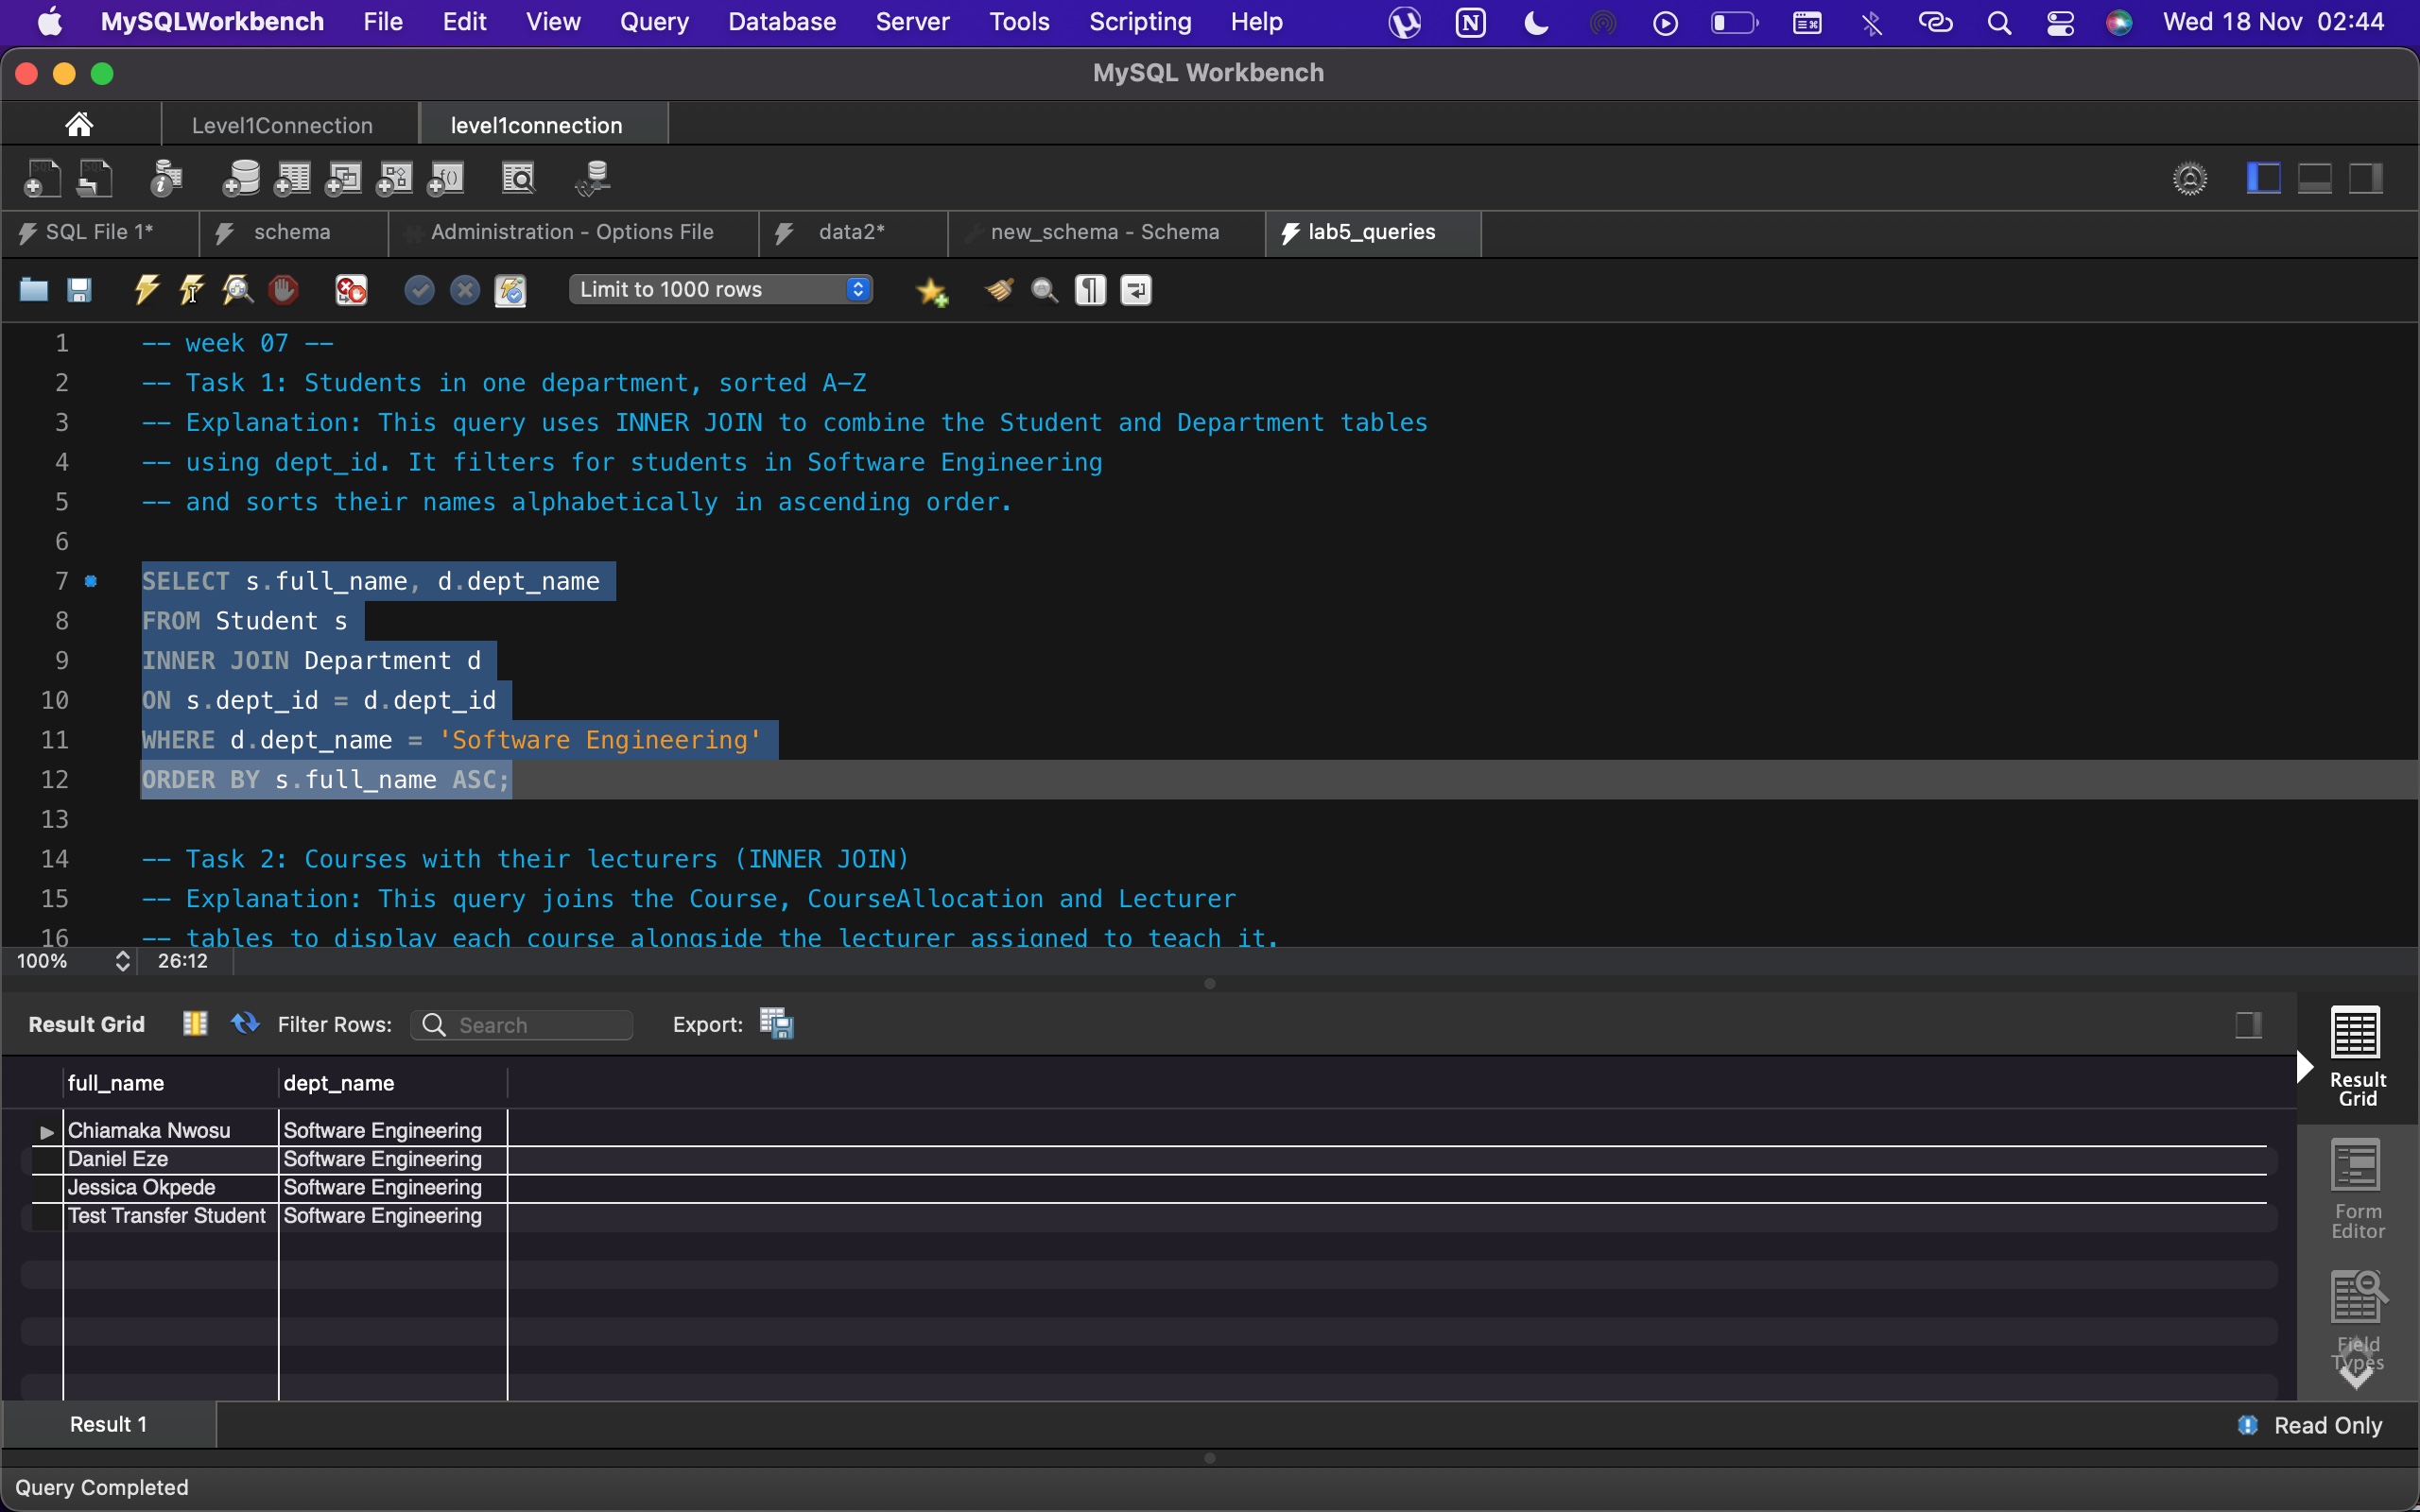 MySQLWorkbench File Edit View Query Database Server Tools Scripting Help Wed 18 Nov 02:44
MySQL Workbench
Level1Connection level1connection
SQL File 1* schema Administration - Options File data2* new_schema - Schema lab5_queries
Limit to 1000 rows
1 -- week 07 --
2 -- Task 1: Students in one department, sorted A-Z
3 -- Explanation: This query uses INNER JOIN to combine the Student and Department tables
4 -- using dept_id. It filters for students in Software Engineering
5 -- and sorts their names alphabetically in ascending order.
6
7 SELECT s.full_name, d.dept_name
8 FROM Student s
9 INNER JOIN Department d
10 ON s.dept_id = d.dept_id
11 WHERE d.dept_name = 'Software Engineering'
12 ORDER BY s.full_name ASC;
13
14 -- Task 2: Courses with their lecturers (INNER JOIN)
15 -- Explanation: This query joins the Course, CourseAllocation and Lecturer
16 -- tables to display each course alongside the lecturer assigned to teach it.
100% 26:12
Result Grid Filter Rows: Search Export:
full_name dept_name
Chiamaka Nwosu Software Engineering
Daniel Eze Software Engineering
Jessica Okpede Software Engineering
Test Transfer Student Software Engineering
Result
Grid
Form
Editor
Field
Types
Result 1 Read Only
Query Completed